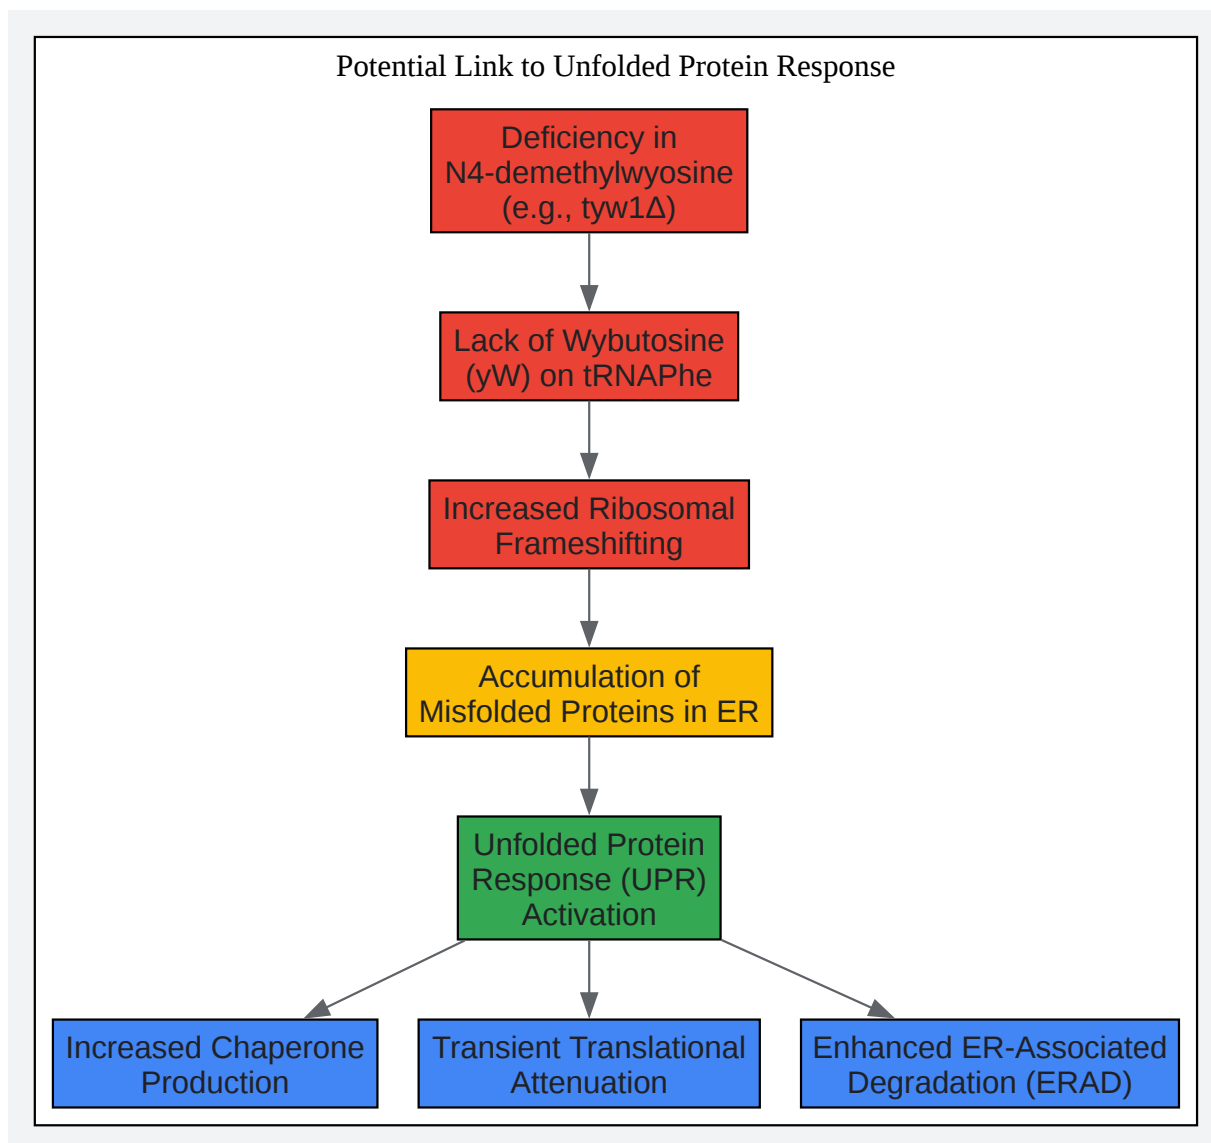 Potential Link to Unfolded Protein Response
Deficiency in
N4-demethylwyosine
(e.g., tyw1Δ)
Lack of Wybutosine
(yW) on tRNAPhe
Increased Ribosomal
Frameshifting
Accumulation of
Misfolded Proteins in ER
Unfolded Protein
Response (UPR)
Activation
Increased Chaperone
Production
Transient Translational
Attenuation
Enhanced ER-Associated
Degradation (ERAD)